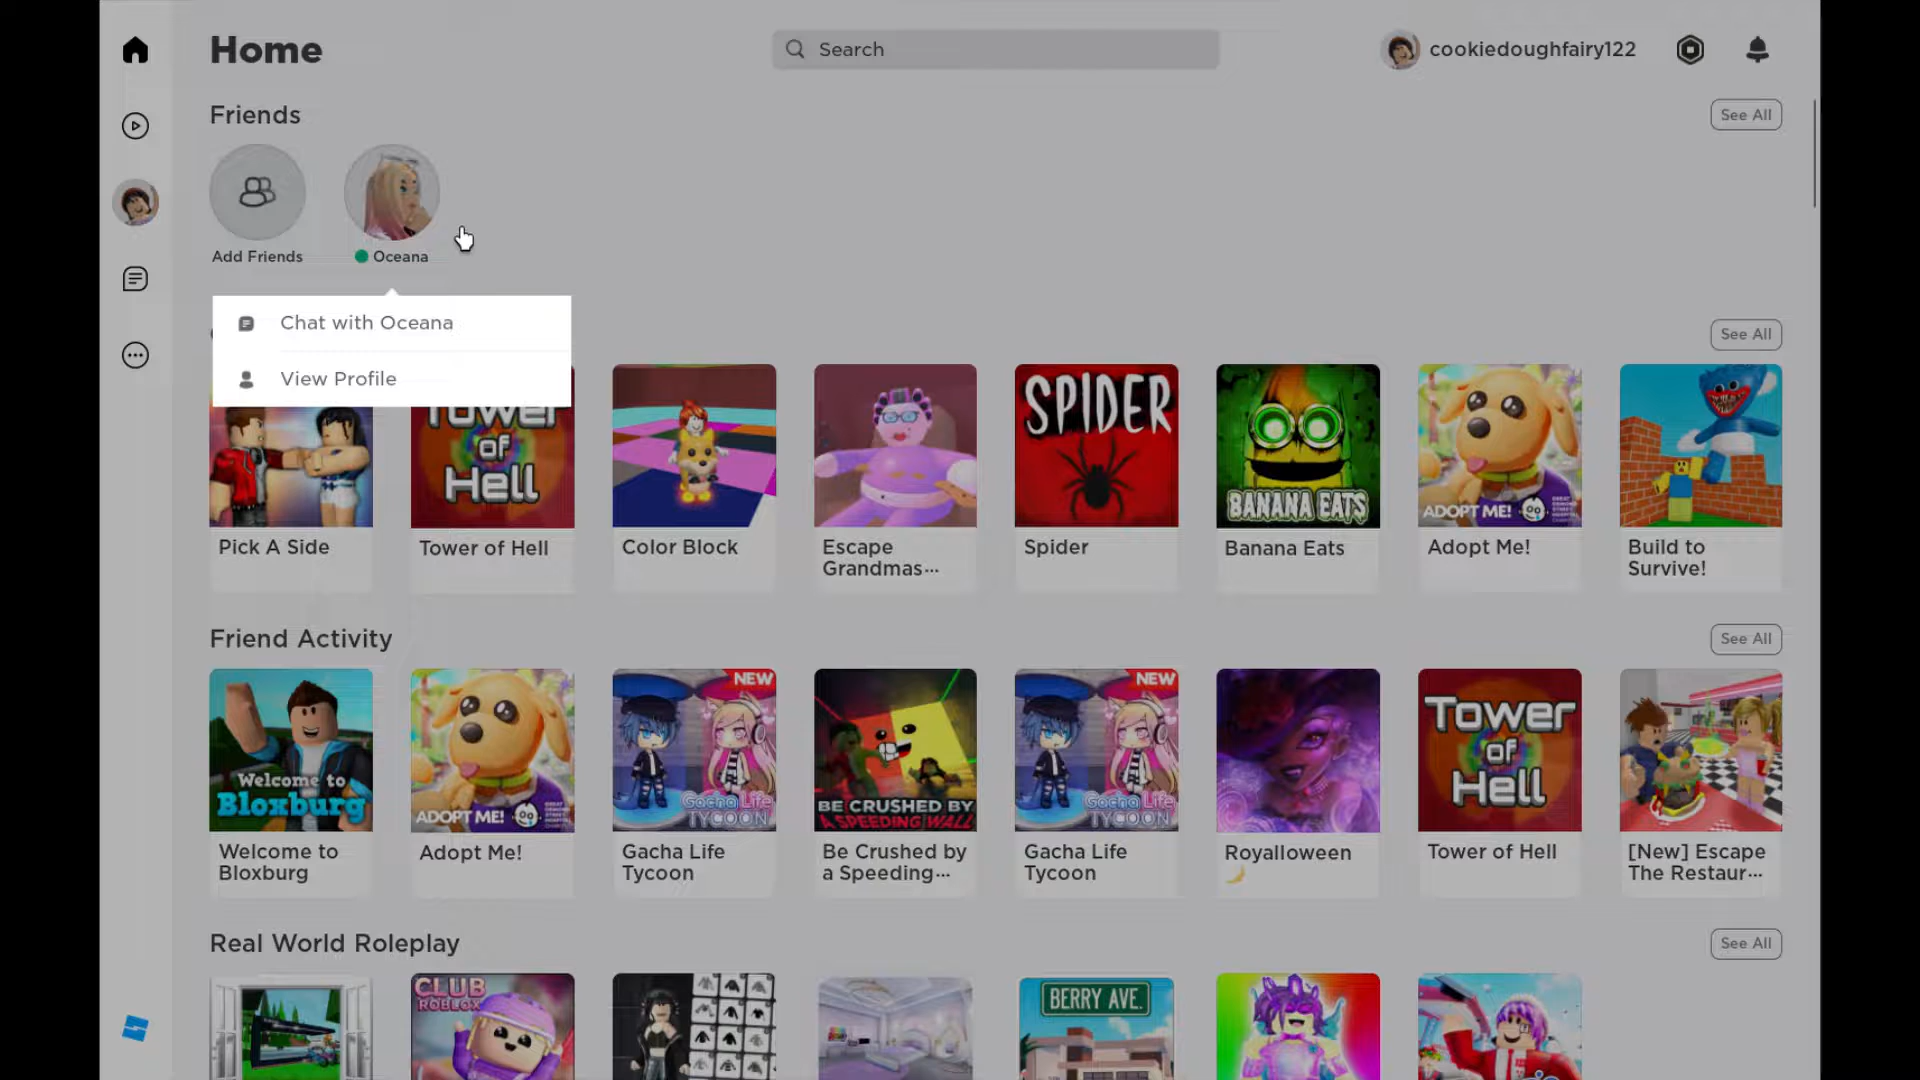 Home
Search
cookiedoughfairy122
Friends
See All
Add Friends
Oceana
Chat with Oceana
View Profile
See All
Tower
of
Hell
SPIDER
BANANA EATS
ADOPT ME!
Pick A Side
Tower of Hell
Color Block
Escape
Grandmas...
Spider
Banana Eats
Adopt Me!
Build to
Survive!
Friend Activity
See All
Welcome to
Bloxburg
ADOPT ME!
NEW
Gacha Life
TYCOON
BE CRUSHED BY
A SPEEDING WALL
NEW
Gacha Life
TYCOON
Tower
of
Hell
Welcome to
Bloxburg
Adopt Me!
Gacha Life
Tycoon
Be Crushed by
a Speeding...
Gacha Life
Tycoon
Royalloween
Tower of Hell
[New] Escape
The Restaur...
Real World Roleplay
See All
CLUB
ROBLOX
BERRY AVE.